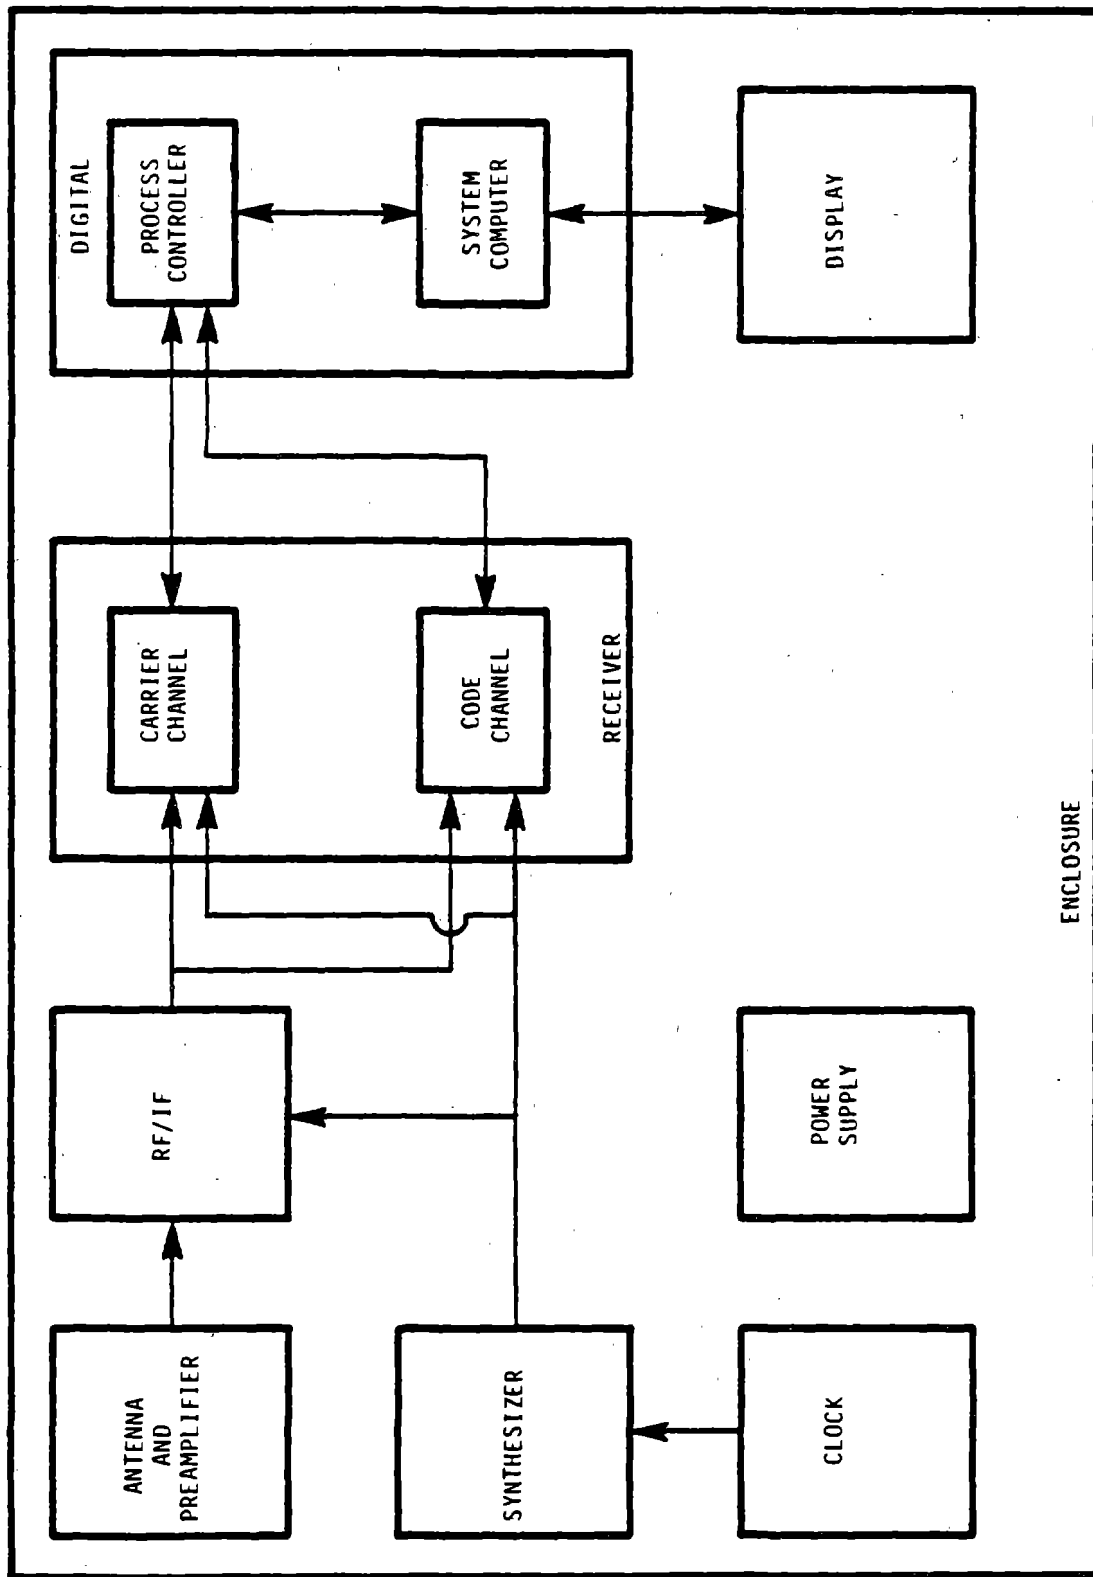 ANTENNA
AND
PREAMPLIFIER
RF/IF
CARRIER
CHANNEL
DIGITAL
PROCESS
CONTROLLER
SYNTHESIZER
CODE
CHANNEL
RECEIVER
SYSTEM
COMPUTER
CLOCK
POWER
SUPPLY
DISPLAY
ENCLOSURE